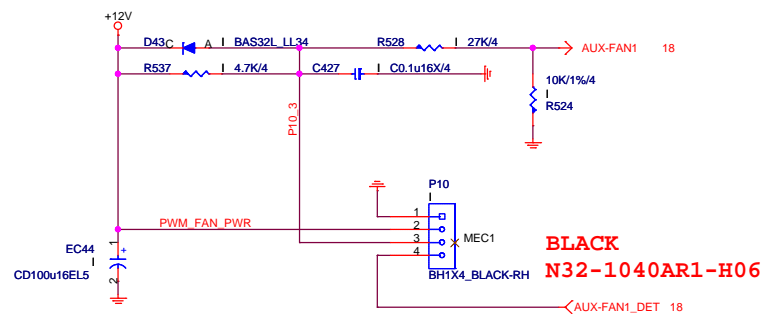 +12V
D43 C A BAS32L_LL34
R528 27K/4
AUX-FAN1 18
R537 4.7K/4
C427 C0.1u16X/4
10K/1%/4
R524
P10_3
P10
1
PWM_FAN_PWR
2
3
MEC1
4
BLACK
N32-1040AR1-H06
EC44
1
+
CD100u16EL5
2
BH1X4_BLACK-RH
AUX-FAN1_DET 18